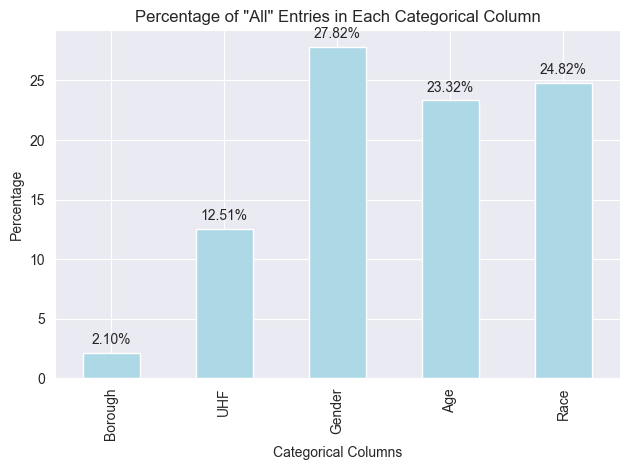 Percentage of "All" Entries in Each Categorical Column
27.82%
24.82%
23.32%
12.51%
2.10%
25
20
15
10
5
0
Percentage
Borough
UHF
Gender
Age
Race
Categorical Columns